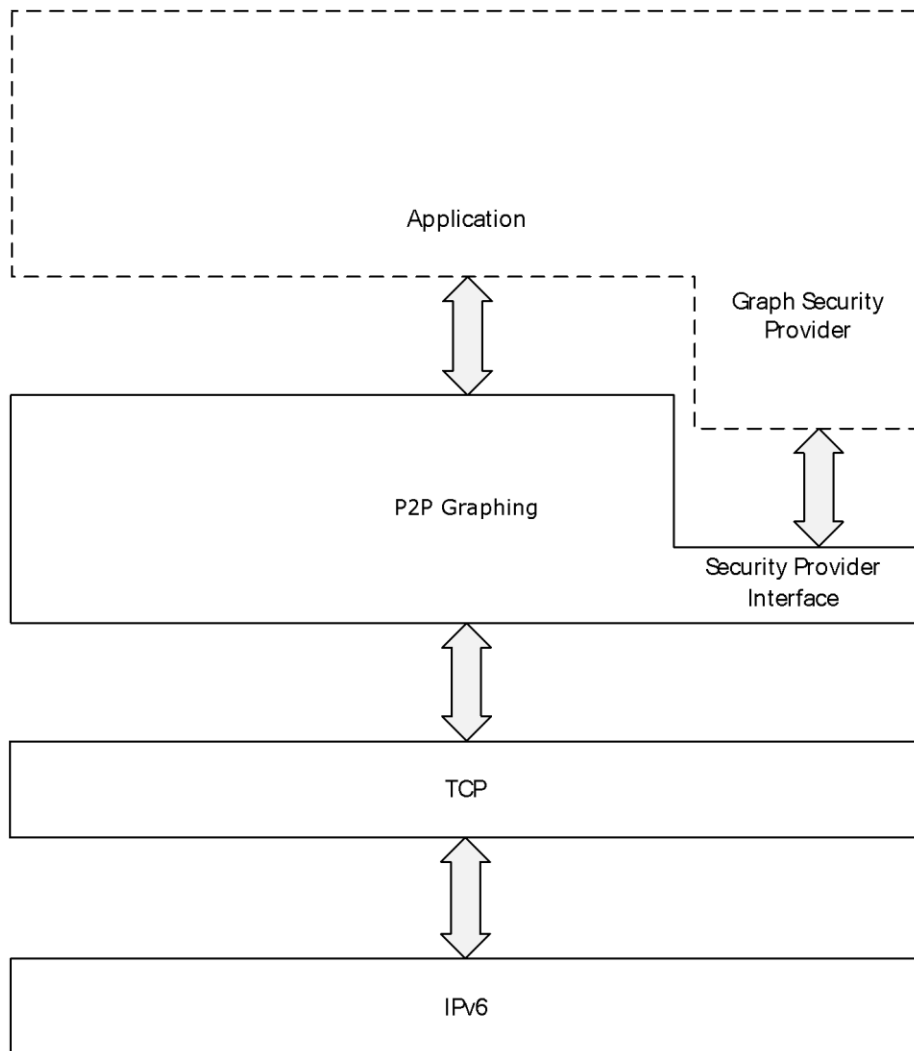 Application
Graph Security
Provider
P2P Graphing
Security Provider
Interface
TCP
IPv6